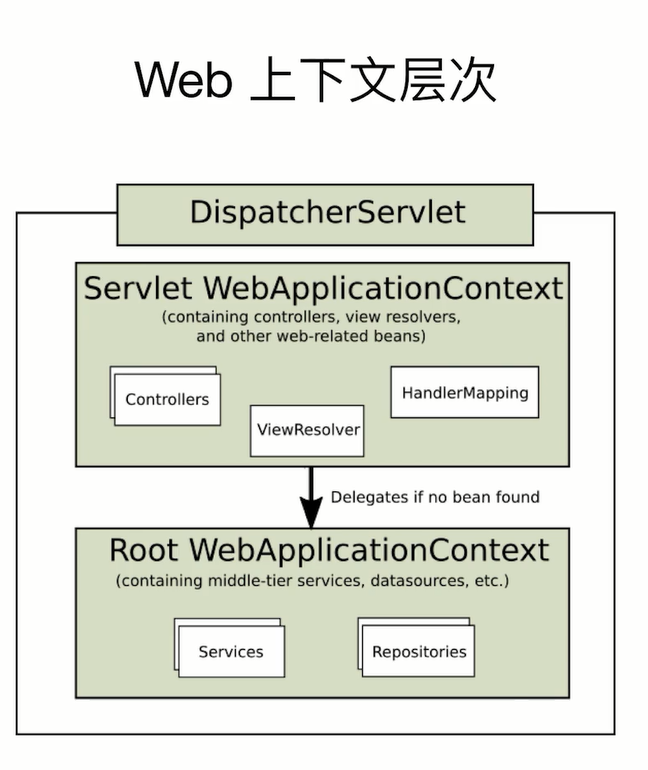 Web 上下文层次
DispatcherServlet
Servlet WebApplicationContext
(containing controllers, view resolvers,
and other web-related beans)
Controllers
HandlerMapping
ViewResolver
Delegates if no bean found
Root WebApplicationContext
(containing middle-tier services, datasources, etc.)
Services
Repositories